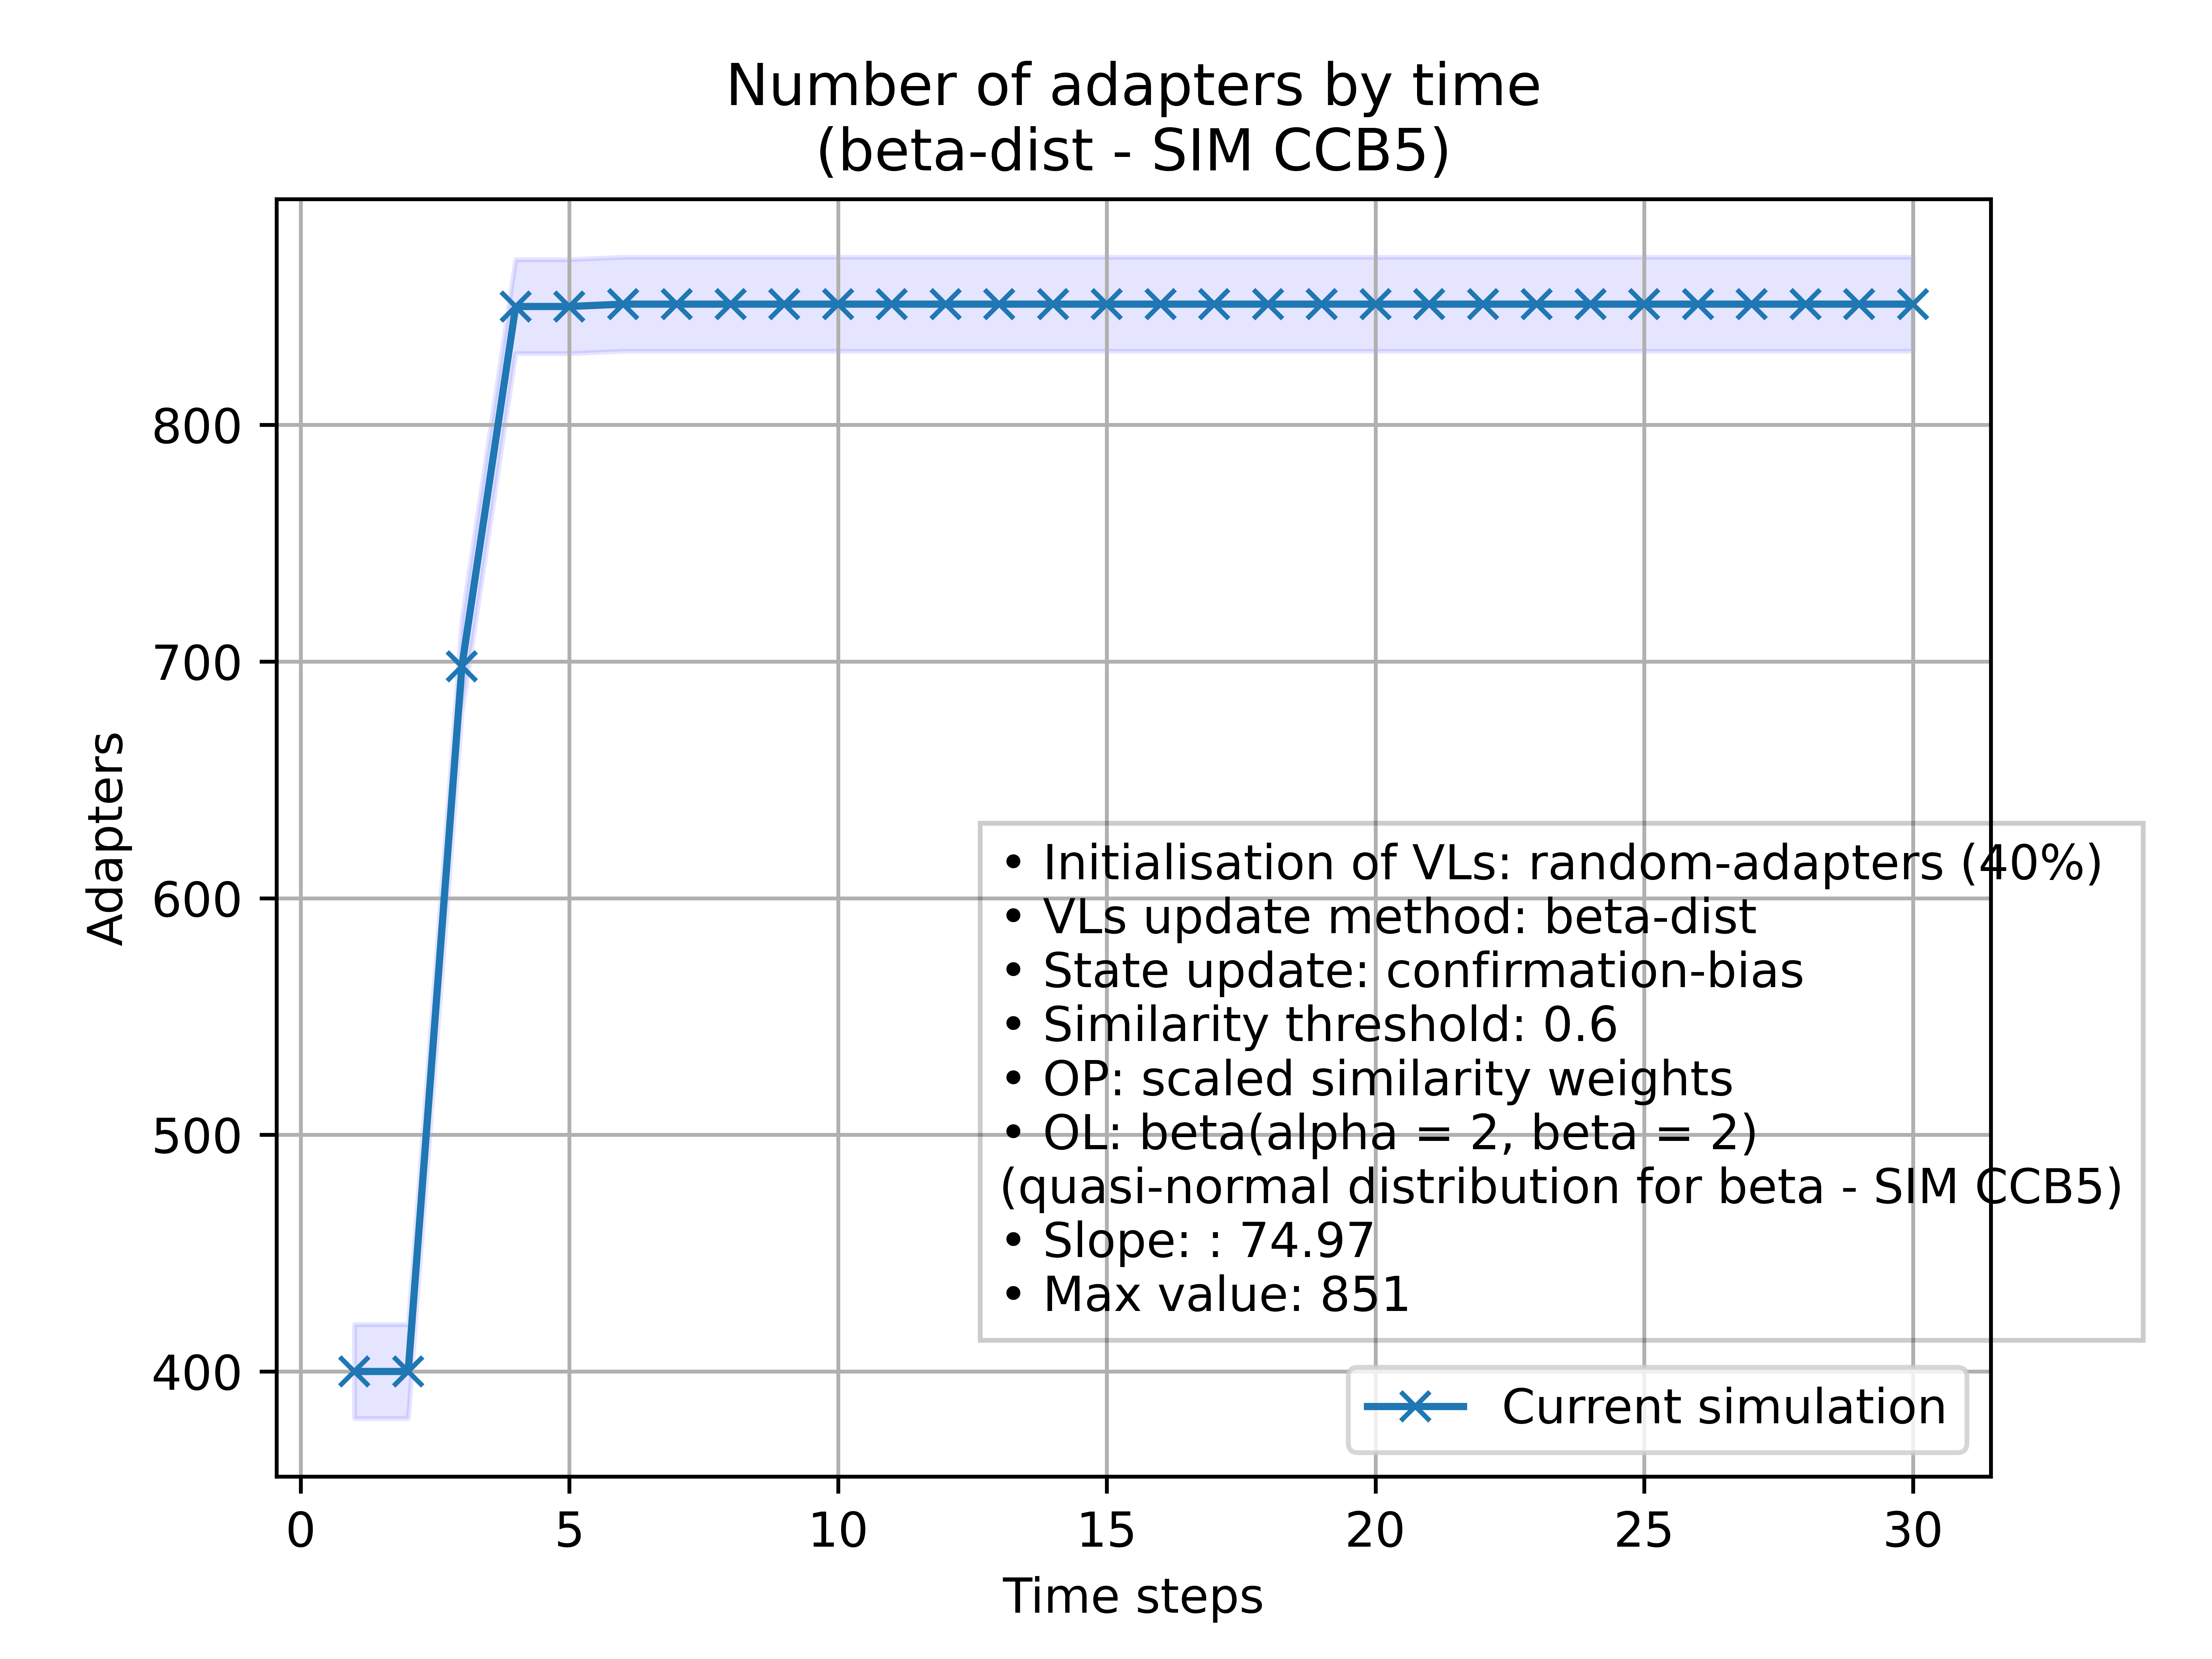 Number of adapters by time
(beta-dist - SIM CCB5)
800
700
600
500
400
Adapters
• Initialisation of VLs: random-adapters (40%)
• VLs update method: beta-dist
• State update: confirmation-bias
• Similarity threshold: 0.6
• OP: scaled similarity weights
• OL: beta(alpha = 2, beta = 2)
(quasi-normal distribution for beta - SIM CCB5)
• Slope: : 74.97
• Max value: 851
Current simulation
0 5 10 15 20 25 30
Time steps